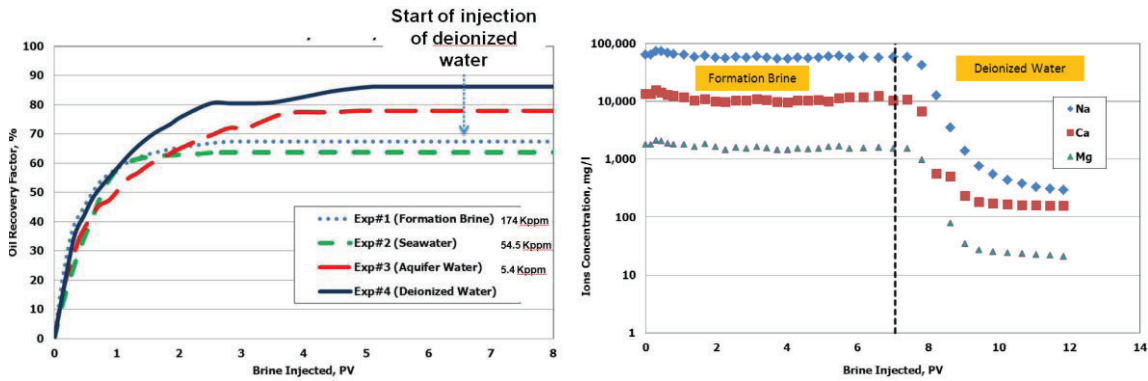 Start of injection
of deionized
water
100
90
80
70
60
50
40
30
20
10
0
Oil Recovery Factor, %
Exp#1 (Formation Brine) 174 Kppm
Exp#2 (Seawater) 54.5 Kppm
Exp#3 (Aquifer Water) 5.4 Kppm
Exp#4 (Deionized Water)
0 1 2 3 4 5 6 7 8
Brine Injected, PV
100,000
10,000
1,000
100
10
1
Ions Concentration, mg/l
Formation Brine
Deionized Water
Na
Ca
Mg
0 2 4 6 8 10 12 14
Brine Injected, PV